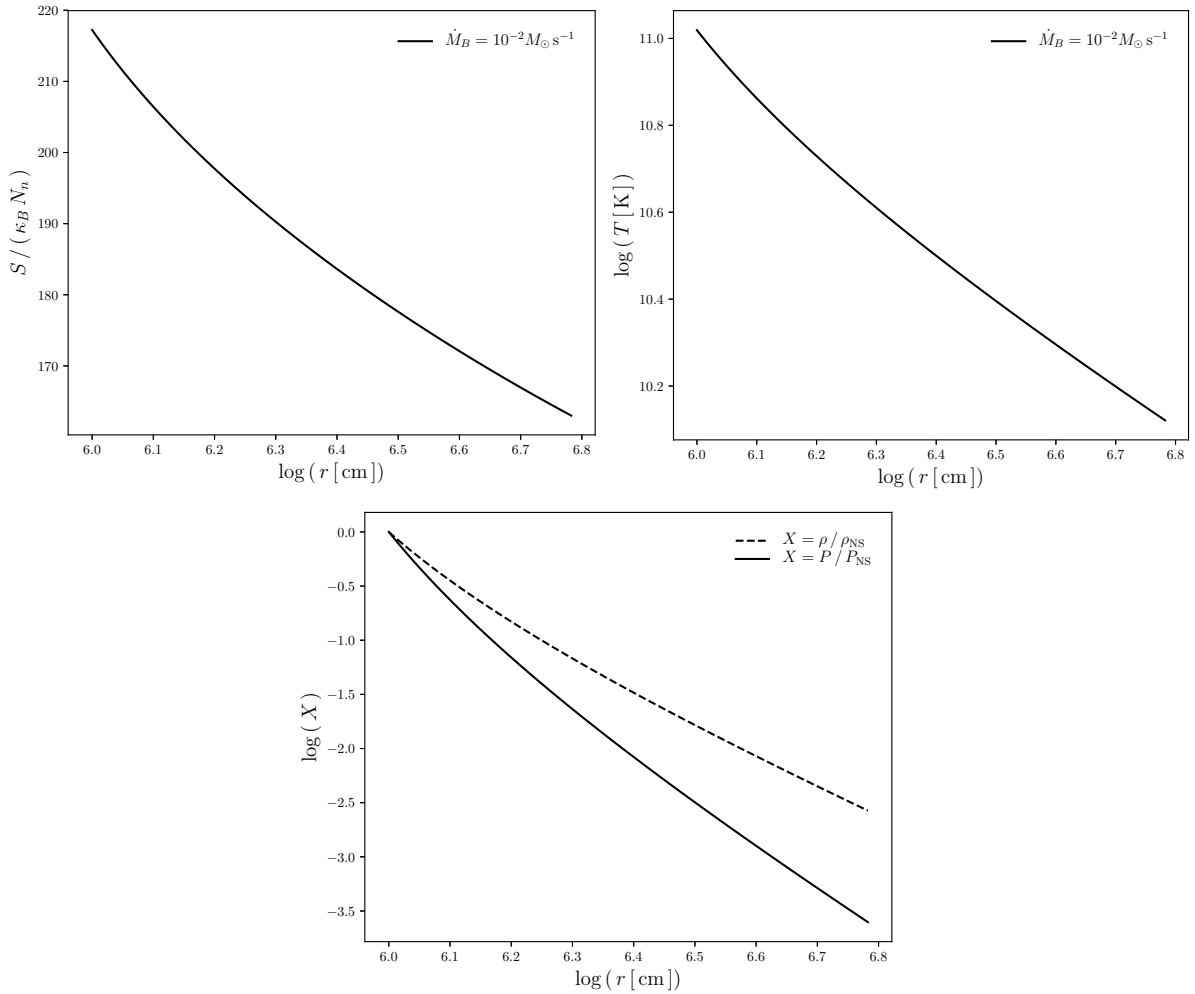 220
210
200
190
180
170
S / ( κ_B N_n )
6.0 6.1 6.2 6.3 6.4 6.5 6.6 6.7 6.8
log ( r [ cm ] )
Ṁ_B = 10^{-2} M_⊙ s^{-1}
11.0
10.8
10.6
10.4
10.2
log ( T [ K ] )
6.0 6.1 6.2 6.3 6.4 6.5 6.6 6.7 6.8
log ( r [ cm ] )
Ṁ_B = 10^{-2} M_⊙ s^{-1}
0.0
−0.5
−1.0
−1.5
−2.0
−2.5
−3.0
−3.5
log ( X )
6.0 6.1 6.2 6.3 6.4 6.5 6.6 6.7 6.8
log ( r [ cm ] )
X = ρ / ρ_NS
X = P / P_NS